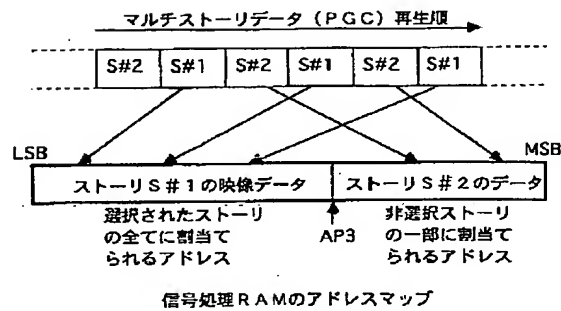 マルチストーリデータ（PGC）再生順
S#2 S#1 S#2 S#1 S#2 S#1
LSB MSB
ストーリS#1の映像データ ストーリS#2のデータ
選択されたストーリ
の全てに割当て
られるアドレス
AP3
非選択ストーリ
の一部に割当て
られるアドレス
信号処理RAMのアドレスマップ